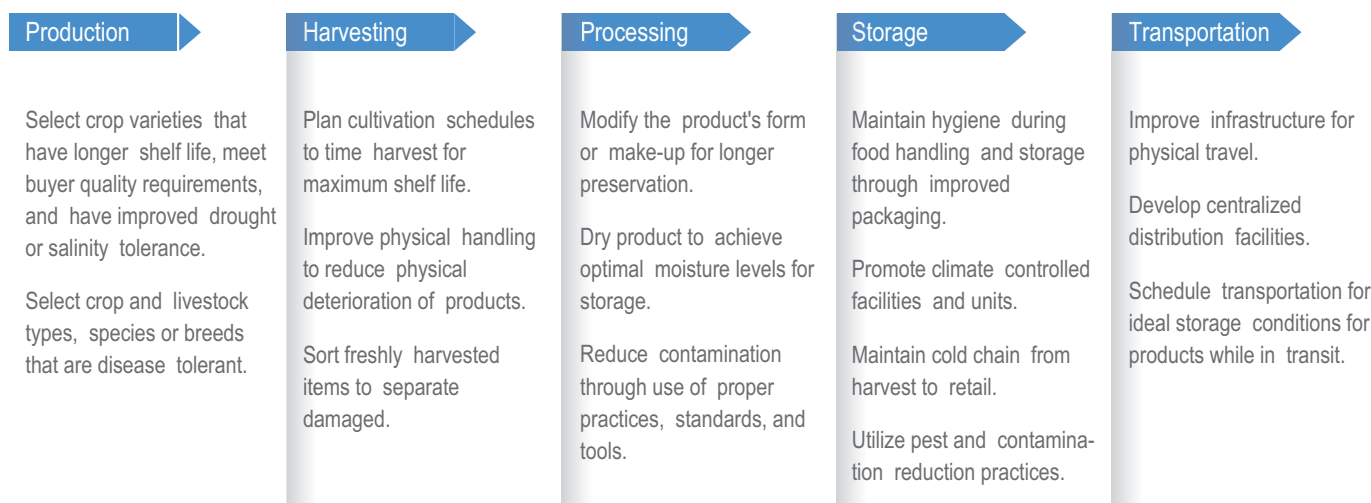 Production
Select crop varieties that
have longer shelf life, meet
buyer quality requirements,
and have improved drought
or salinity tolerance.
Select crop and livestock
types, species or breeds
that are disease tolerant.
Harvesting
Plan cultivation schedules
to time harvest for
maximum shelf life.
Improve physical handling
to reduce physical
deterioration of products.
Sort freshly harvested
items to separate
damaged.
Processing
Modify the product's form
or make-up for longer
preservation.
Dry product to achieve
optimal moisture levels for
storage.
Reduce contamination
through use of proper
practices, standards, and
tools.
Storage
Maintain hygiene during
food handling and storage
through improved
packaging.
Promote climate controlled
facilities and units.
Maintain cold chain from
harvest to retail.
Utilize pest and contamina-
tion reduction practices.
Transportation
Improve infrastructure for
physical travel.
Develop centralized
distribution facilities.
Schedule transportation for
ideal storage conditions for
products while in transit.